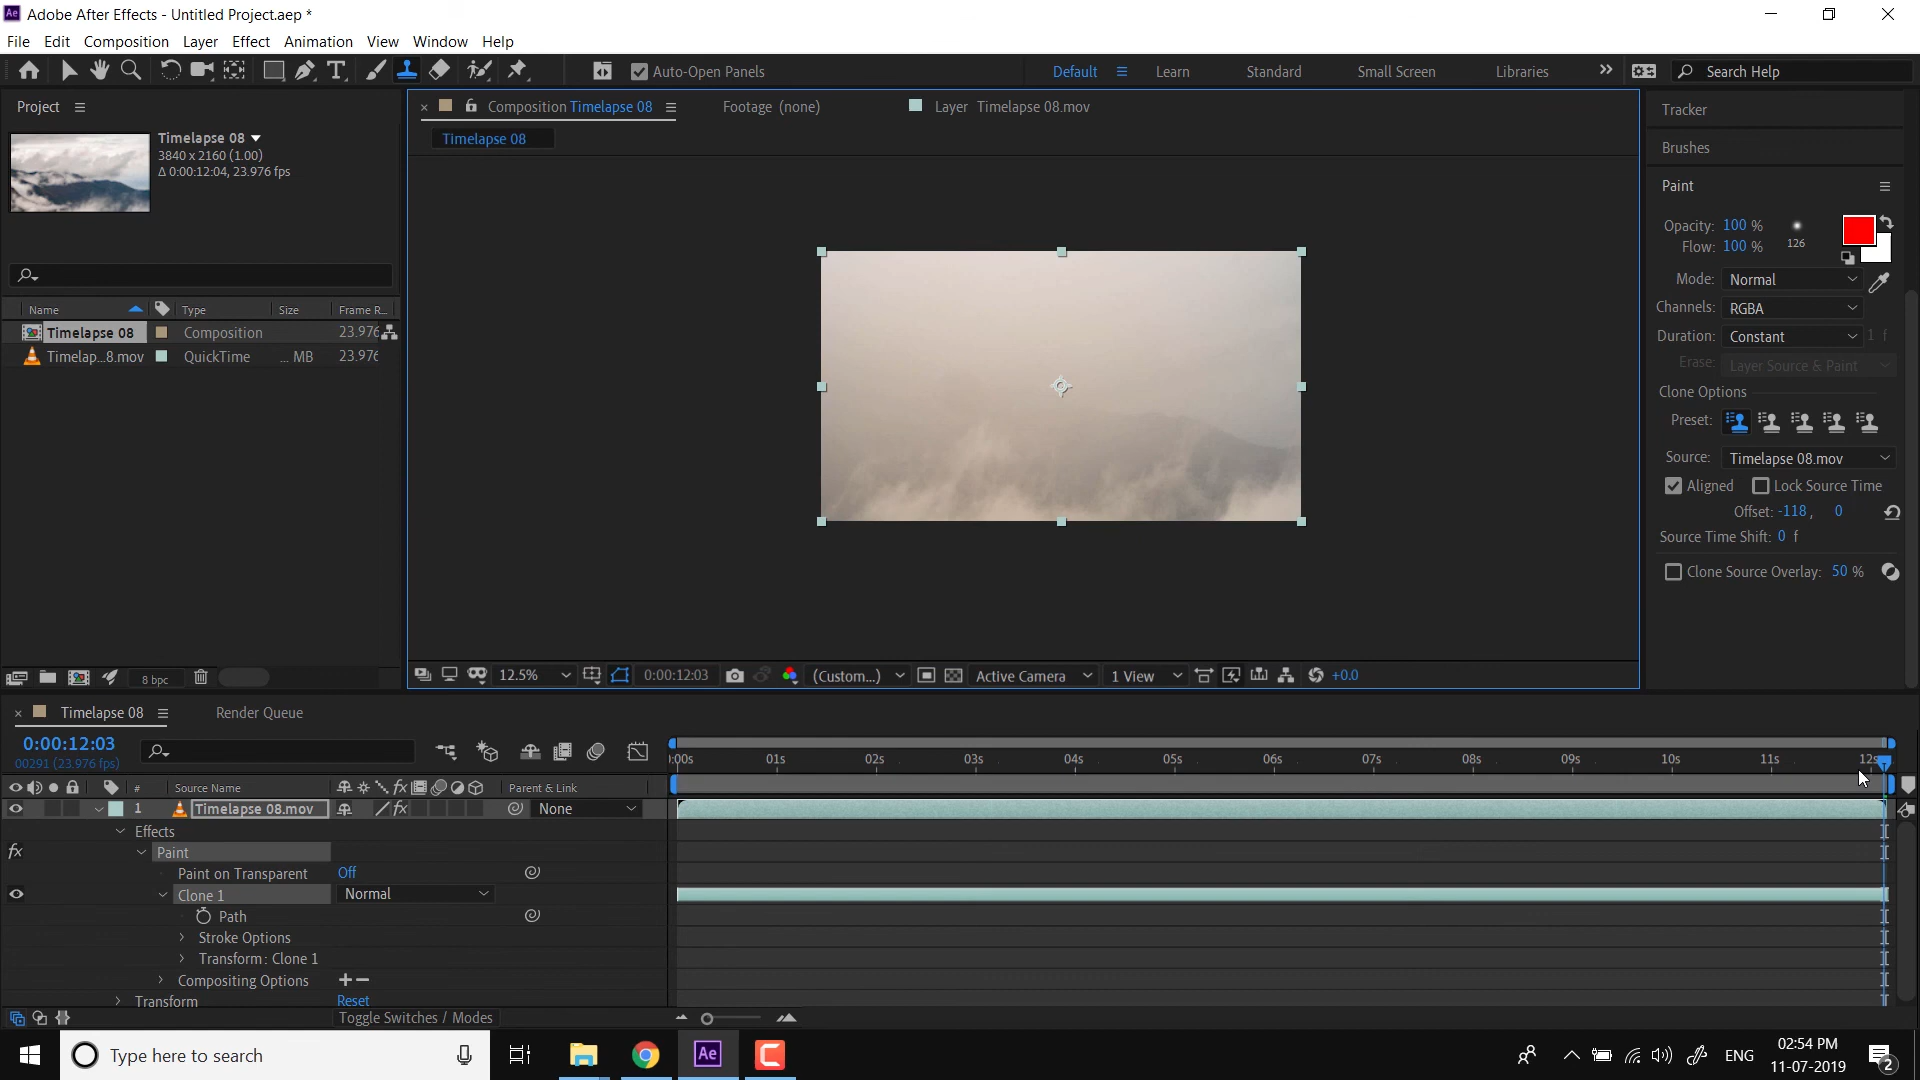 Adobe After Effects - Untitled Project.aep *
File Edit Composition Layer Effect Animation View Window Help
Auto-Open Panels Default Learn Standard Small Screen Libraries Search Help
Project
Composition Timelapse 08 Footage (none) Layer Timelapse 08.mov
Timelapse 08
Timelapse 08
3840 x 2160 (1.00)
Δ 0:00:12:04, 23.976 fps
Name Type Size Frame R...
Timelapse 08 Composition 23.976
Timelap...8.mov QuickTime ... MB 23.976
8 bpc
12.5% 0:00:12:03 (Custom...) Active Camera 1 View +0.0
Tracker
Brushes
Paint
Opacity: 100 %
Flow: 100 % 126
Mode: Normal
Channels: RGBA
Duration: Constant 1 f
Erase: Layer Source & Paint
Clone Options
Preset:
Source: Timelapse 08.mov
Aligned Lock Source Time
Offset: -118, 0
Source Time Shift: 0 f
Clone Source Overlay: 50 %
Timelapse 08 Render Queue
0:00:12:03
00291 (23.976 fps)
:00s 01s 02s 03s 04s 05s 06s 07s 08s 09s 10s 11s 12s
# Source Name Parent & Link
1 Timelapse 08.mov None
Effects
Paint
Paint on Transparent Off
Clone 1 Normal
Path
Stroke Options
Transform: Clone 1
Compositing Options
Transform Reset
Toggle Switches / Modes
Type here to search
ENG
02:54 PM
11-07-2019
2